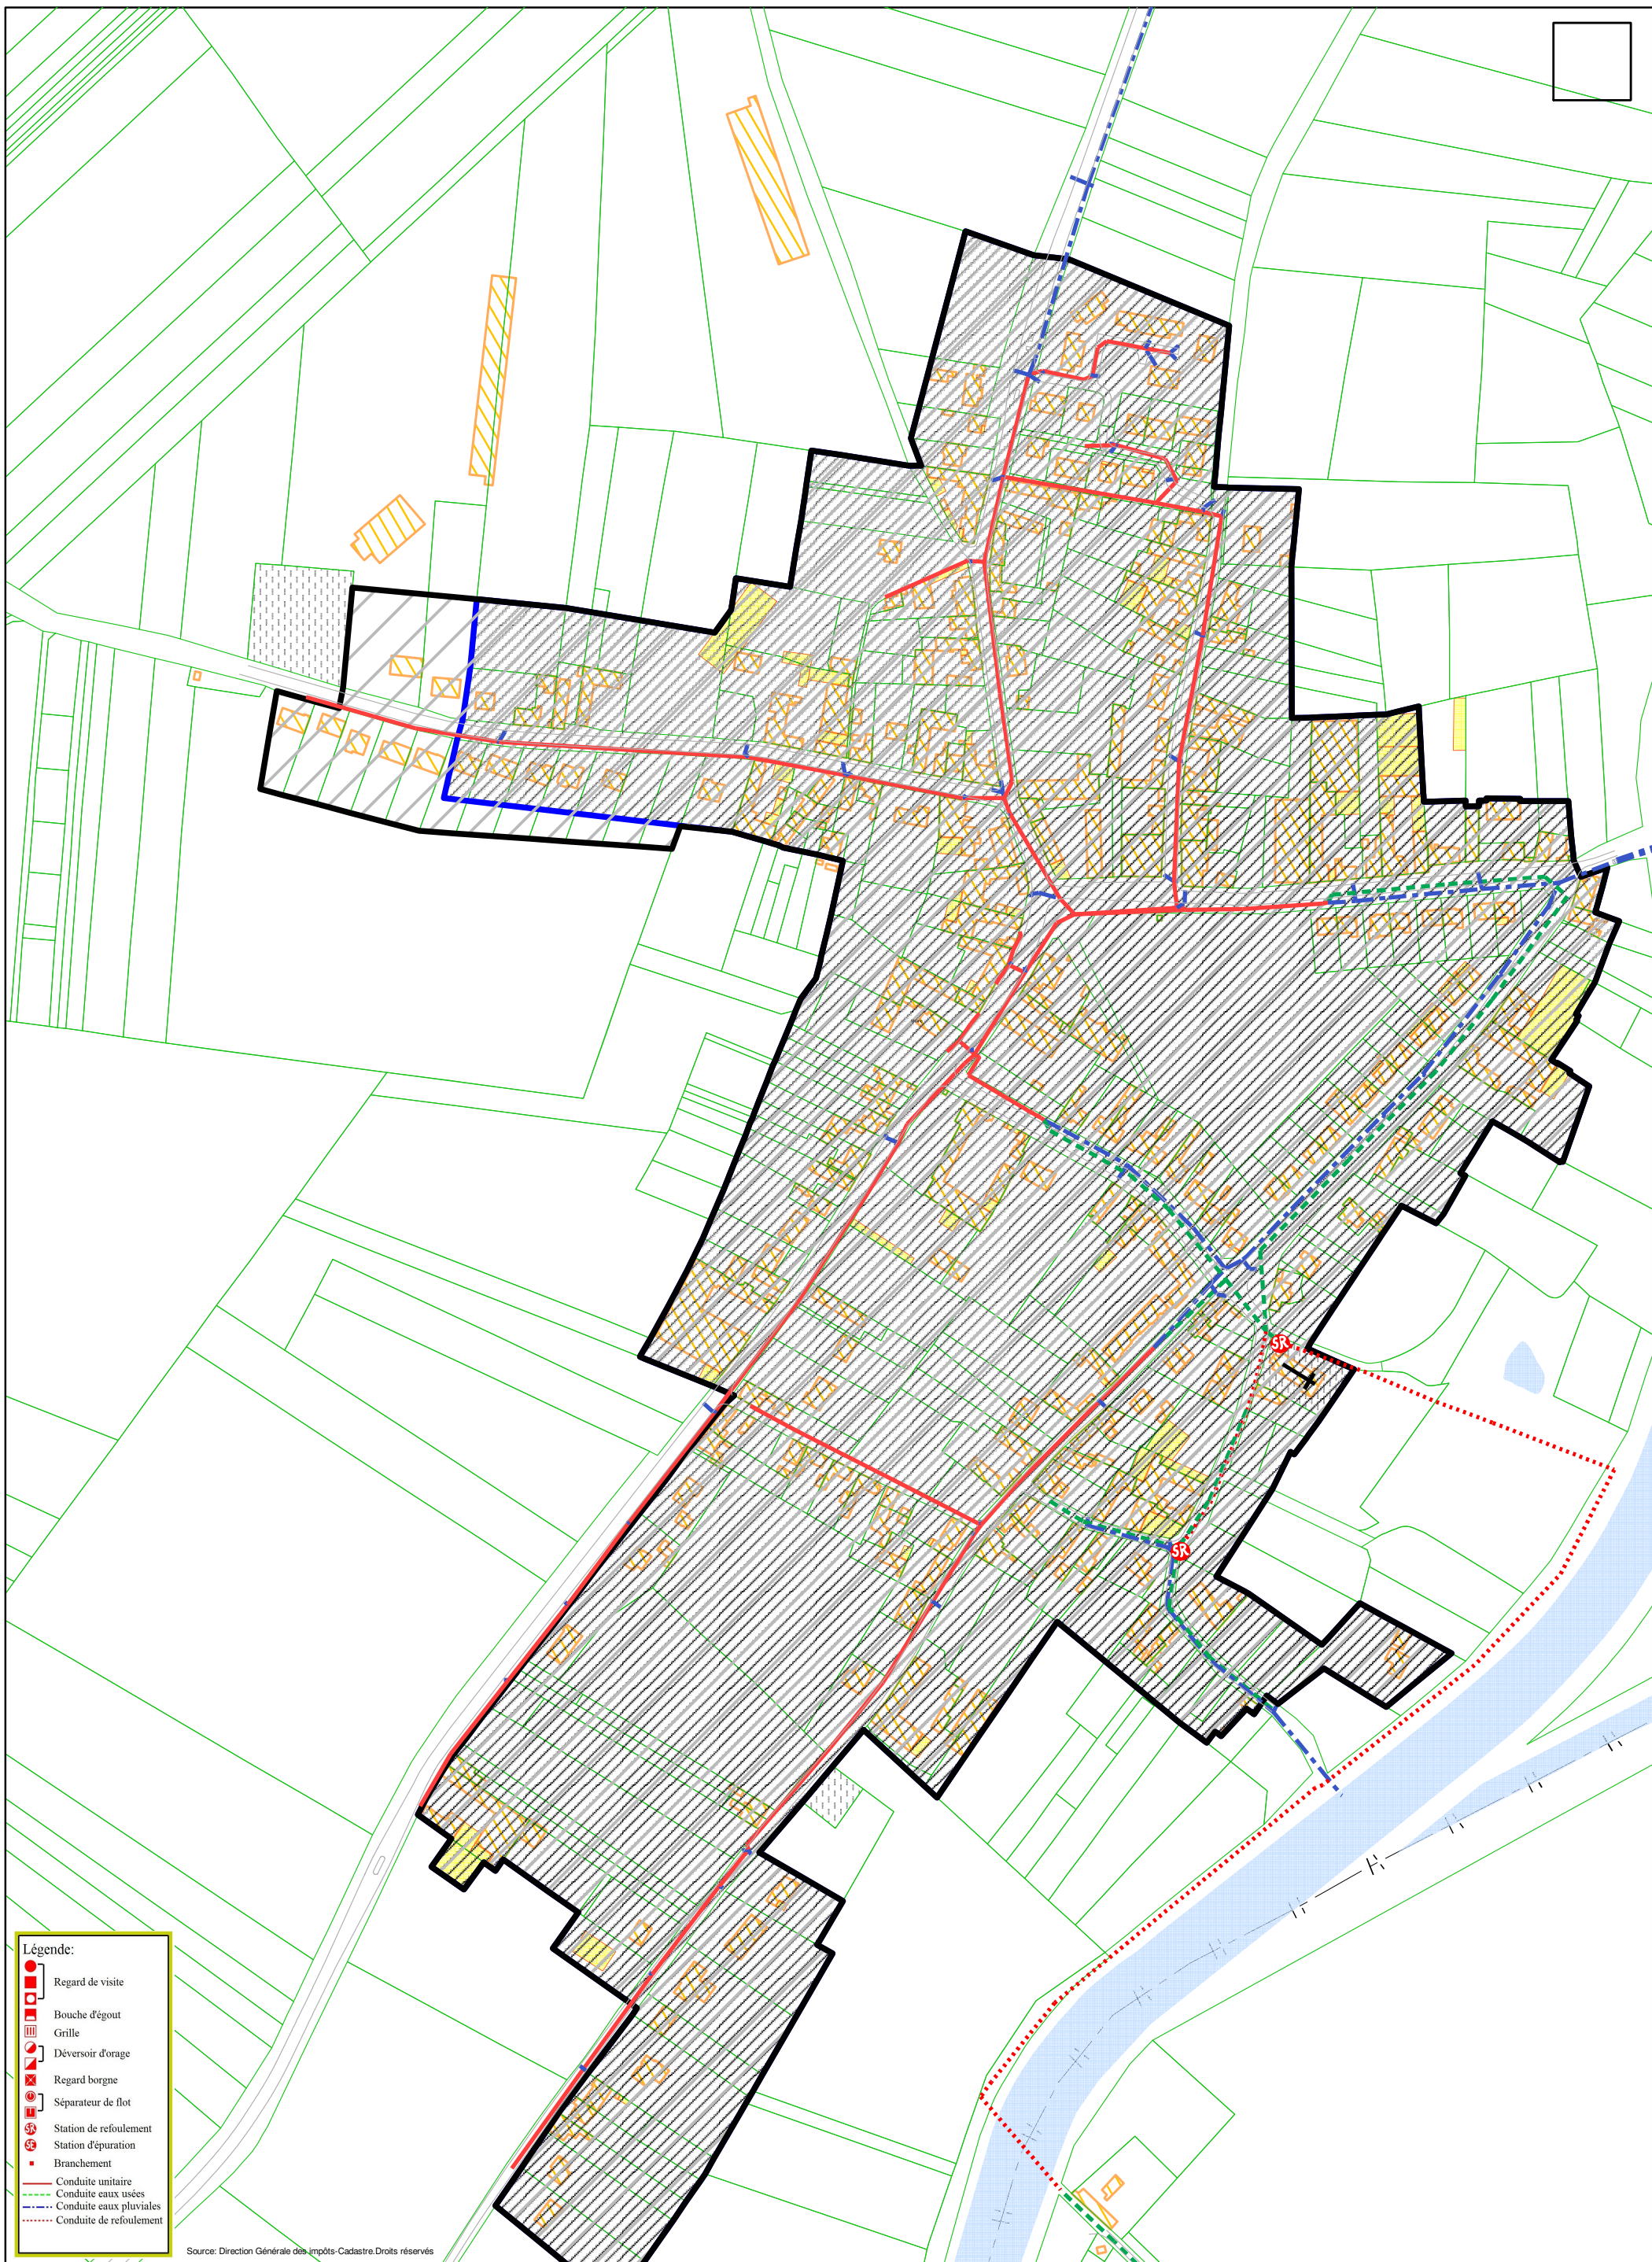 SR
SR
Légende:
Regard de visite
Bouche d'égout
Grille
Déversoir d'orage
Regard borgne
Séparateur de flot
SR Station de refoulement
SE Station d'épuration
Branchement
Conduite unitaire
Conduite eaux usées
Conduite eaux pluviales
Conduite de refoulement
Source: Direction Générale des impôts-Cadastre.Droits réservés